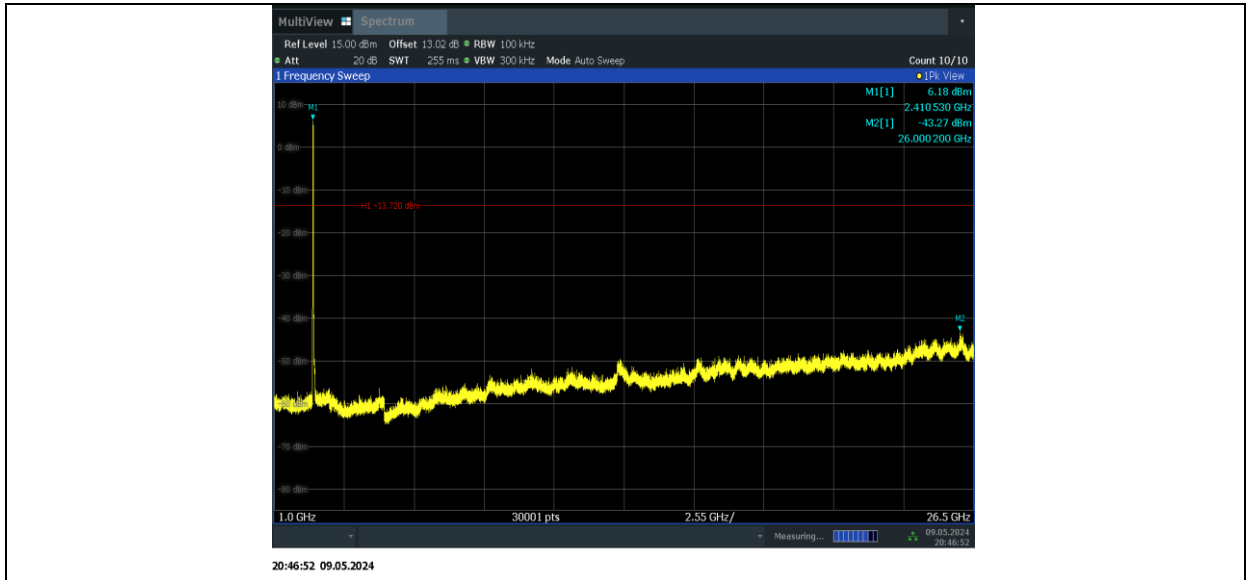 MultiView Spectrum
Ref Level 15.00 dBm Offset 13.02 dB RBW 100 kHz
Att 20 dB SWT 255 ms VBW 300 kHz Mode Auto Sweep Count 10/10
1 Frequency Sweep 1Pk View
M1[1] 6.18 dBm
2.410 530 GHz
M2[1] -43.27 dBm
26.000 200 GHz
10 dBm
M1
0 dBm
-10 dBm
H1 -13.720 dBm
-20 dBm
-30 dBm
-40 dBm
M2
-50 dBm
-60 dBm
-70 dBm
-80 dBm
1.0 GHz 30001 pts 2.55 GHz/ 26.5 GHz
Measuring... 09.05.2024
20:46:52
20:46:52 09.05.2024